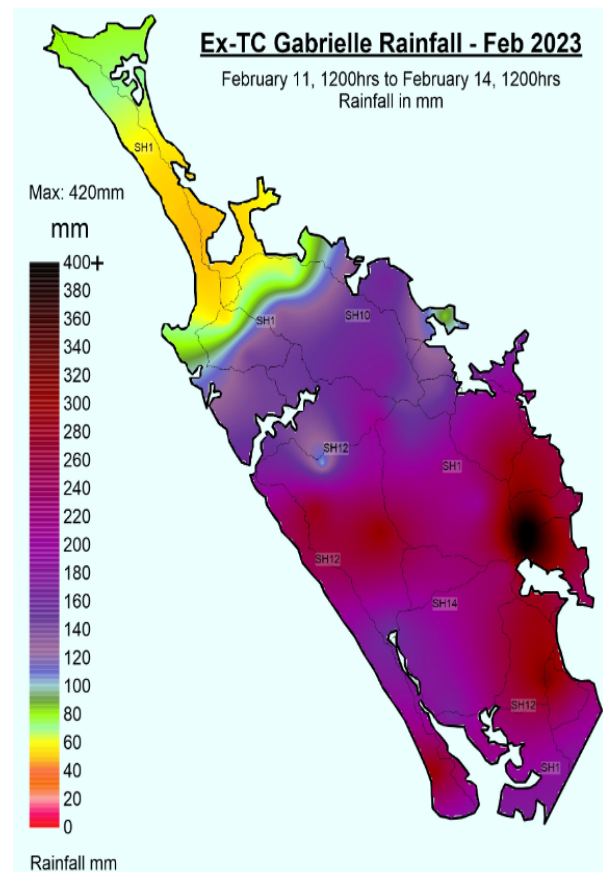 Ex-TC Gabrielle Rainfall - Feb 2023
February 11, 1200hrs to February 14, 1200hrs
Rainfall in mm
SH1
Max: 420mm
mm
400+
380
360
340
320
300
280
260
240
220
200
180
160
140
120
100
80
60
40
20
0
Rainfall mm
SH1
SH10
SH12
SH1
SH12
SH14
SH12
SH1